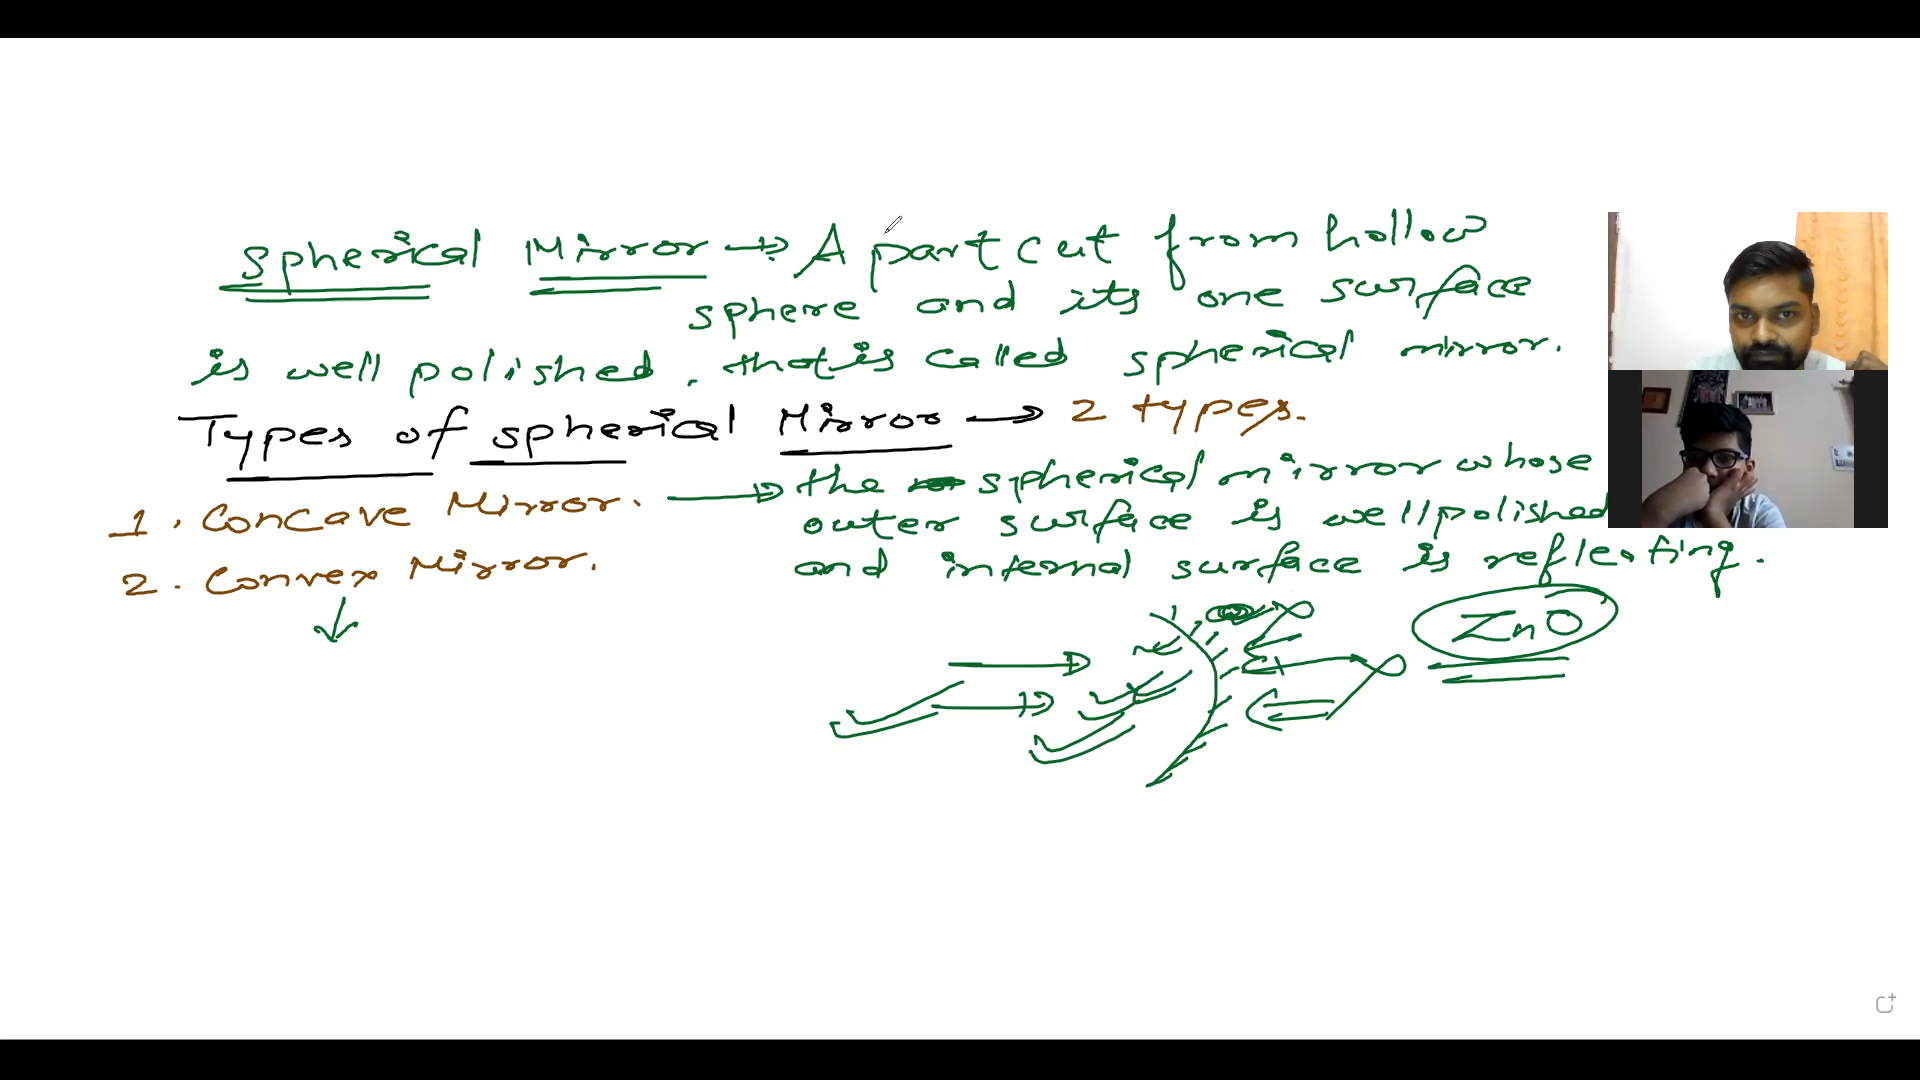 Spherical Mirror → A part cut from hollow
sphere and its one surface
is well polished. that is called spherical mirror.
Types of spherical Mirror → 2 types.
1. Concave Mirror. → the spherical mirror whose
outer surface is well polished
and internal surface is reflecting.
2. Convex Mirror.
ZnO